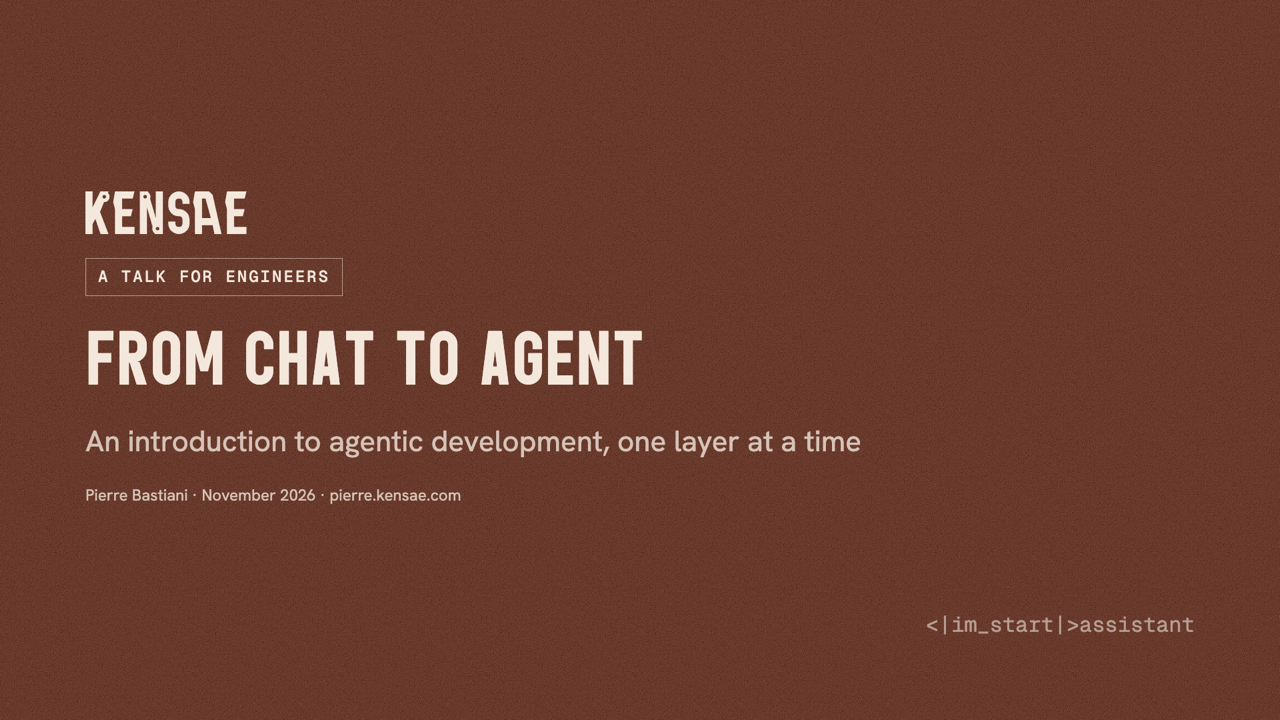 KENSAE
A TALK FOR ENGINEERS
FROM CHAT TO AGENT
An introduction to agentic development, one layer at a time
Pierre Bastiani · November 2026 · pierre.kensae.com
<|im_start|>assistant